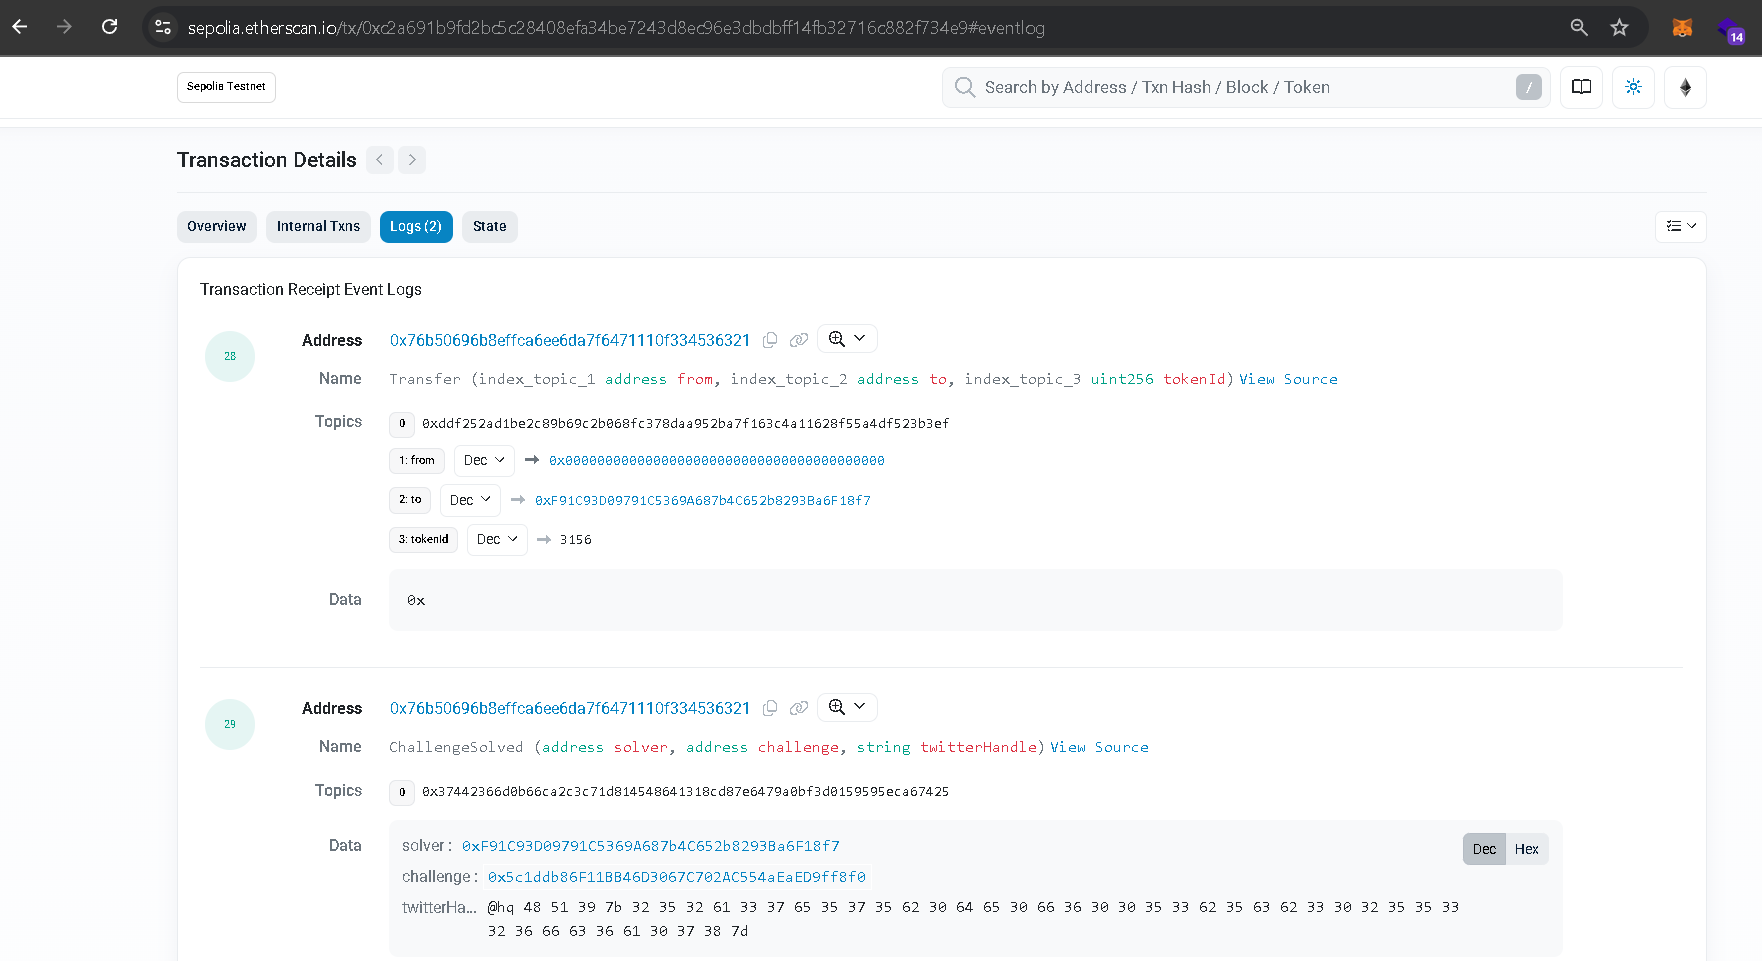 sepolia.etherscan.io/tx/0xc2a691b9fd2bc5c28408efa34be7243d8ec96e3dbdbff14fb32716c882f734e9#eventlog
14
Sepolia Testnet
Search by Address / Txn Hash / Block / Token
/
Transaction Details
Overview
Internal Txns
Logs (2)
State
Transaction Receipt Event Logs
28
Address 0x76b50696b8effca6ee6da7f6471110f334536321
Name Transfer (index_topic_1 address from, index_topic_2 address to, index_topic_3 uint256 tokenId) View Source
Topics 0 0xddf252ad1be2c89b69c2b068fc378daa952ba7f163c4a11628f55a4df523b3ef
1: from Dec → 0x0000000000000000000000000000000000000000
2: to Dec → 0xF91C93D09791C5369A687b4C652b8293Ba6F18f7
3: tokenId Dec → 3156
Data 0x
29
Address 0x76b50696b8effca6ee6da7f6471110f334536321
Name ChallengeSolved (address solver, address challenge, string twitterHandle) View Source
Topics 0 0x37442366d0b66ca2c3c71d814548641318cd87e6479a0bf3d0159595eca67425
Data
solver : 0xF91C93D09791C5369A687b4C652b8293Ba6F18f7
Dec Hex
challenge : 0x5c1ddb86F11BB46D3067C702AC554aEaED9ff8f0
twitterHa... @hq 48 51 39 7b 32 35 32 61 33 37 65 35 37 35 62 30 64 65 30 66 36 30 30 35 33 62 35 63 62 33 30 32 35 35 33
32 36 66 63 36 61 30 37 38 7d